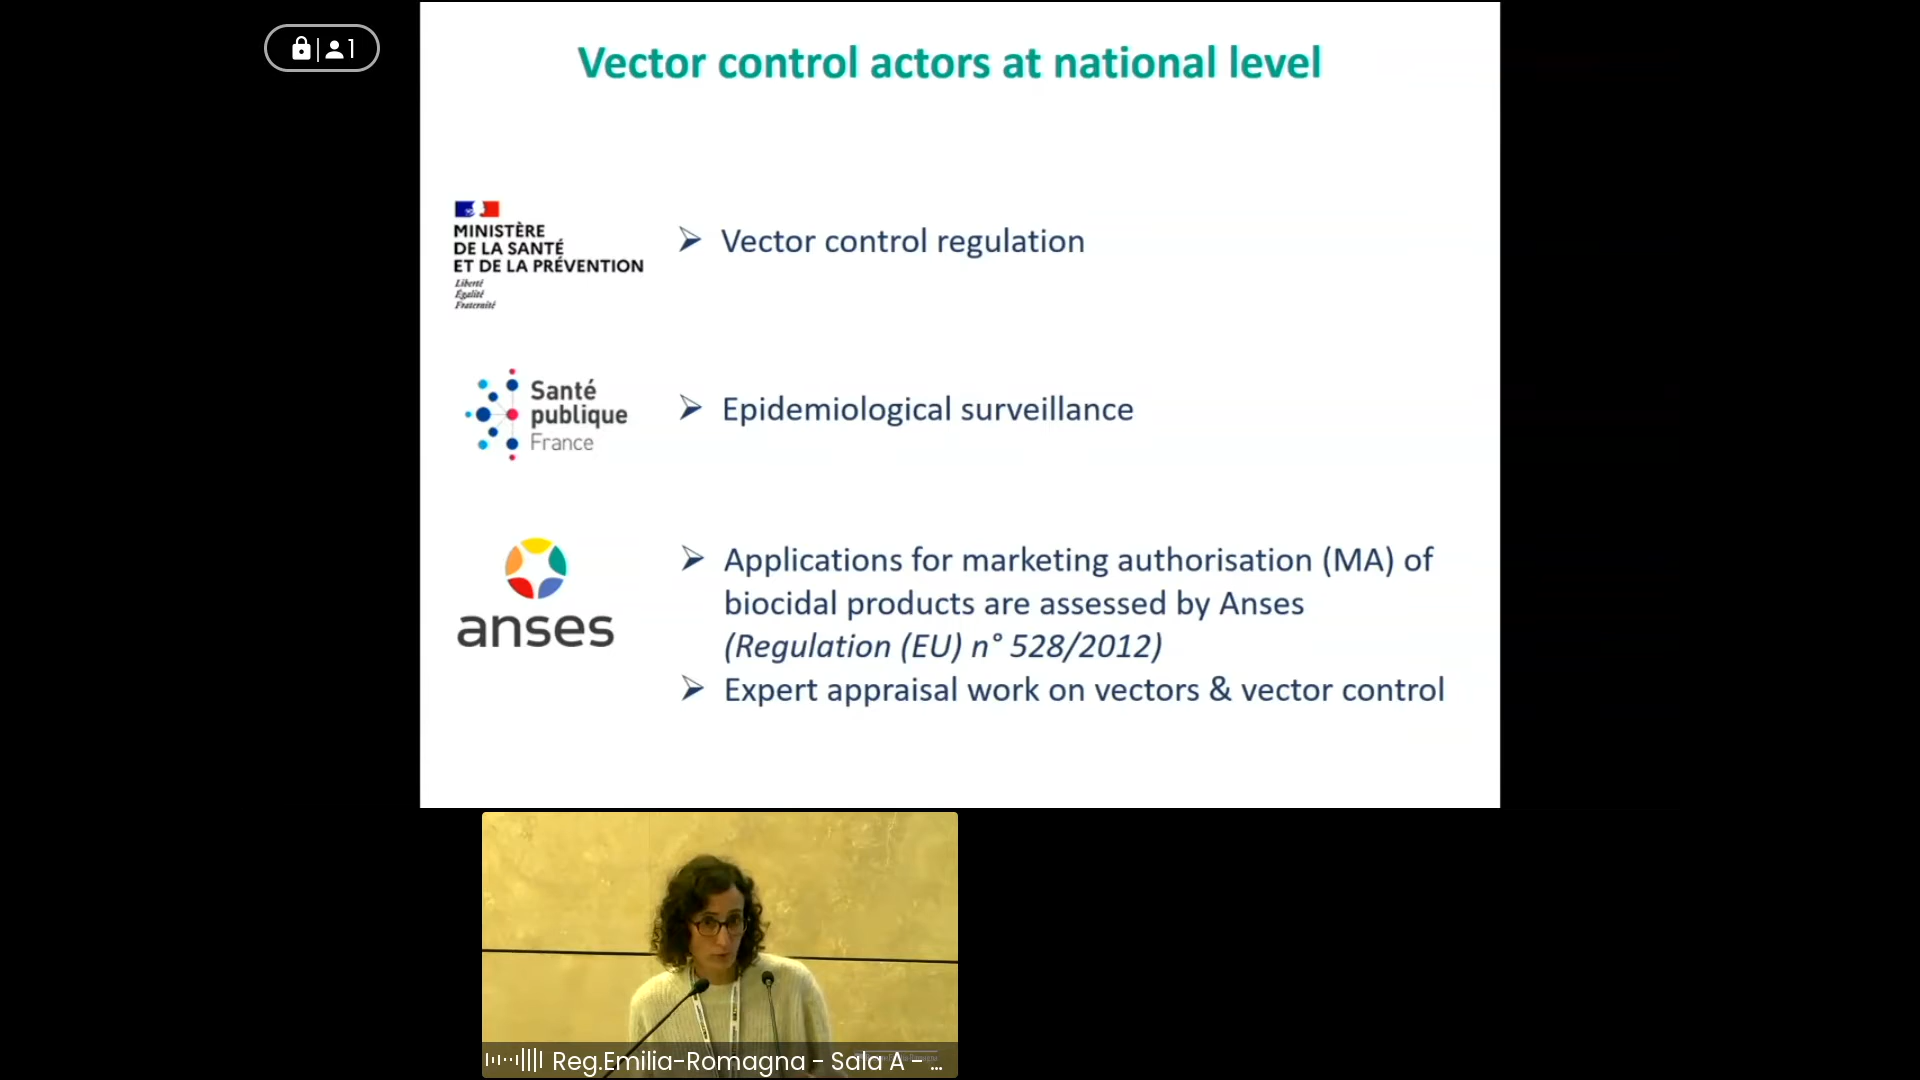 1
Vector control actors at national level
MINISTÈRE
DE LA SANTÉ
ET DE LA PRÉVENTION
Liberté
Égalité
Fraternité
➢ Vector control regulation
Santé
publique
France
➢ Epidemiological surveillance
anses
➢ Applications for marketing authorisation (MA) of
biocidal products are assessed by Anses
(Regulation (EU) n° 528/2012)
➢ Expert appraisal work on vectors & vector control
Reg.Emilia-Romagna - Sala A - ...